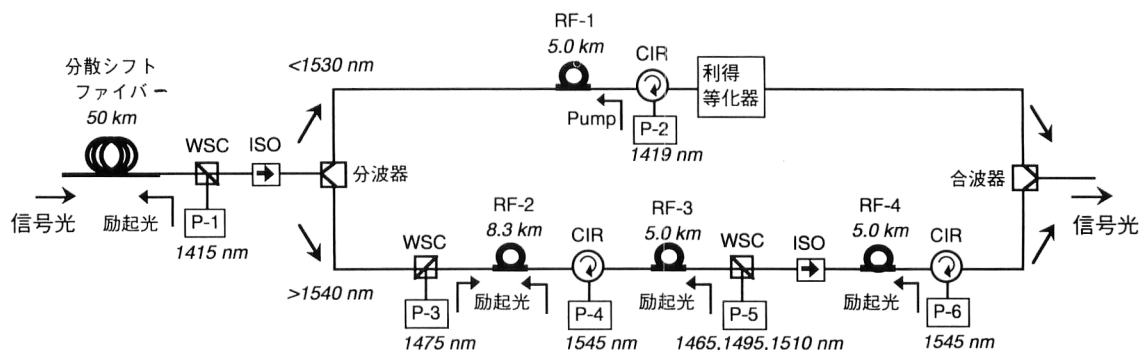 分散シフト
ファイバー
50 km
WSC
ISO
<1530 nm
RF-1
5.0 km
CIR
利得
等化器
Pump
P-2
1419 nm
分波器
合波器
信号光
励起光
P-1
1415 nm
信号光
>1540 nm
WSC
P-3
1475 nm
RF-2
8.3 km
励起光
CIR
P-4
1545 nm
RF-3
5.0 km
励起光
WSC
P-5
1465,1495,1510 nm
ISO
RF-4
5.0 km
励起光
CIR
P-6
1545 nm